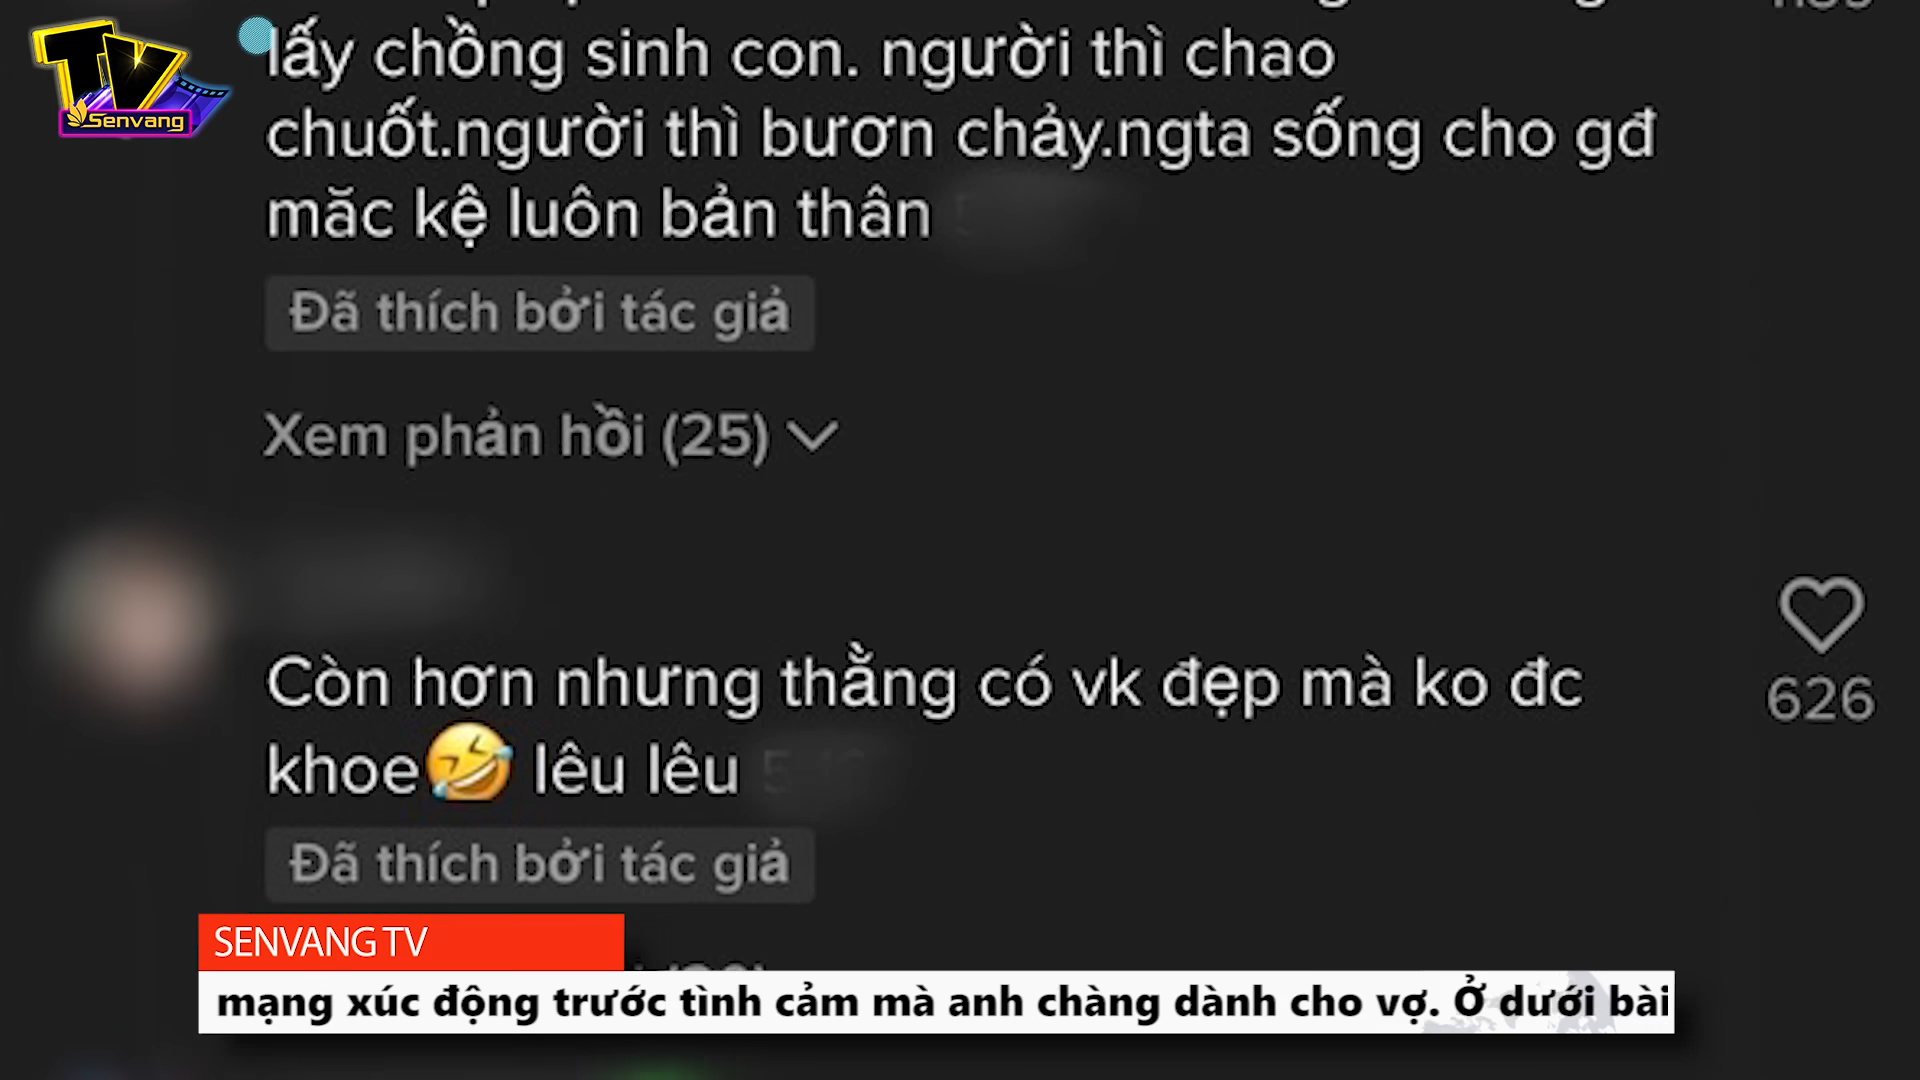 TV
Senvang
lấy chồng sinh con. người thì chao
chuốt.người thì bươn chảy.ngta sống cho gđ
măc kệ luôn bản thân
Đã thích bởi tác giả
Xem phản hồi (25)
Còn hơn nhưng thằng có vk đẹp mà ko đc
626
khoe🤣 lêu lêu
Đã thích bởi tác giả
SENVANG TV
mạng xúc động trước tình cảm mà anh chàng dành cho vợ. Ở dưới bài